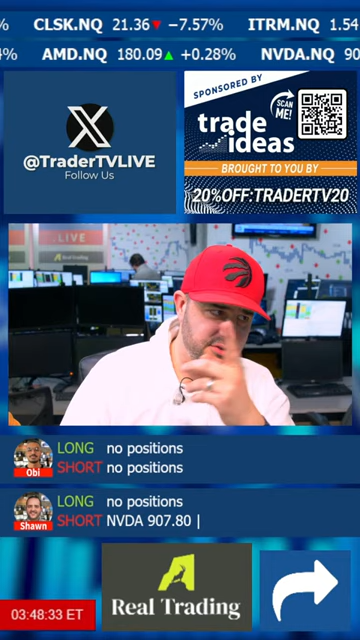 % CLSK.NQ 21.36▼ −7.57% ITRM.NQ 1.54
4% AMD.NQ 180.09▲ +0.28% NVDA.NQ 90
X
@TraderTVLIVE
Follow Us
SPONSORED BY
SCAN ME!
trade ideas
BROUGHT TO YOU BY
20%OFF:TRADERTV20
.LIVE
Real Trading
LONG no positions
SHORT no positions
Obi
LONG no positions
SHORT NVDA 907.80 |
Shawn
Real Trading
03:48:33 ET